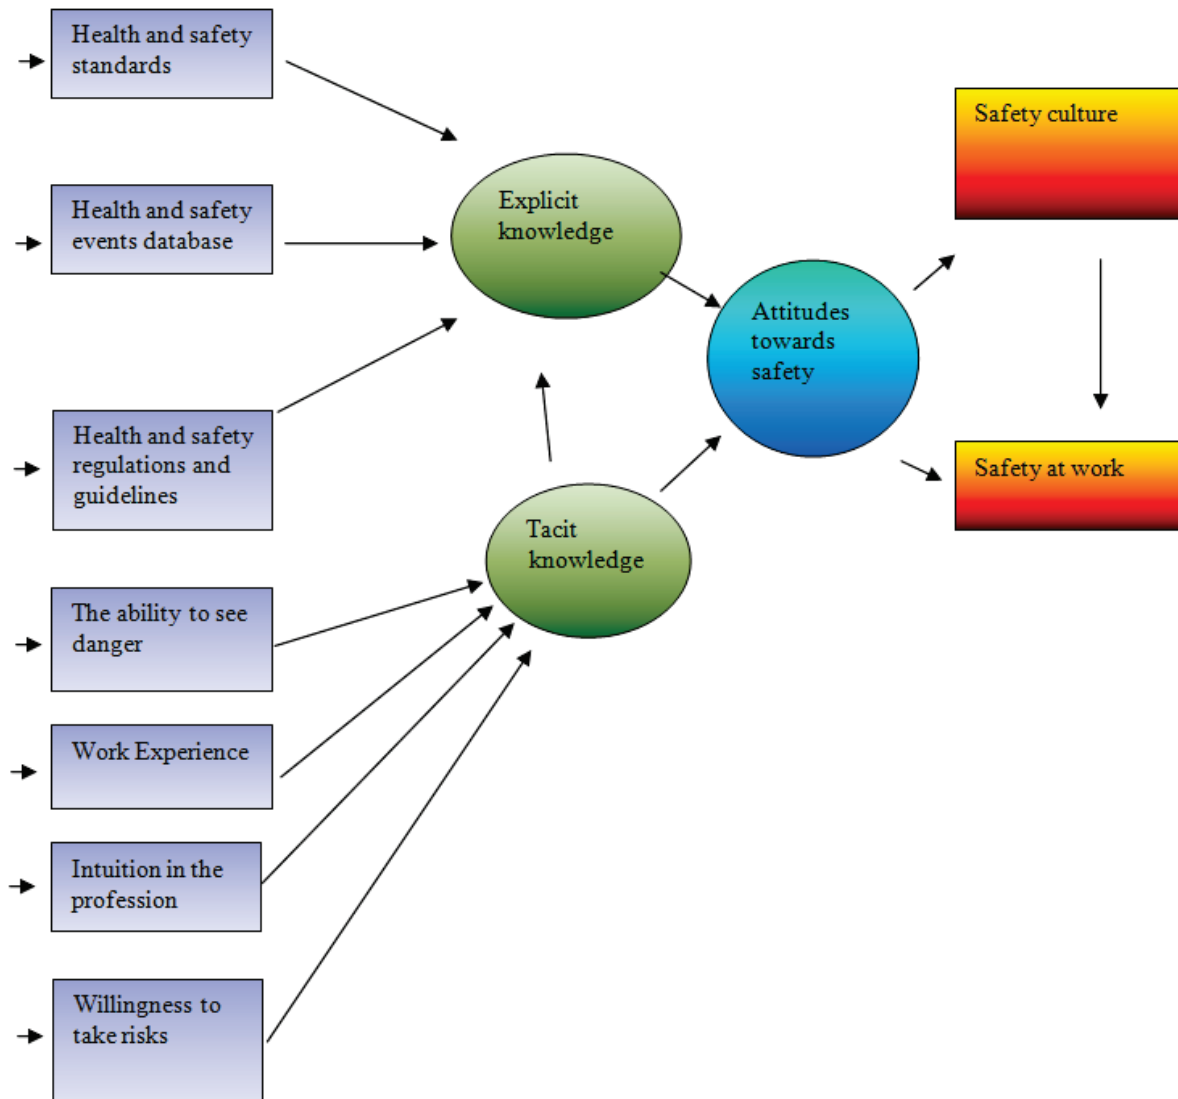 Health and safety
standards
Health and safety
events database
Health and safety
regulations and
guidelines
The ability to see
danger
Work Experience
Intuition in the
profession
Willingness to
take risks
Explicit
knowledge
Tacit
knowledge
Attitudes
towards
safety
Safety culture
Safety at work